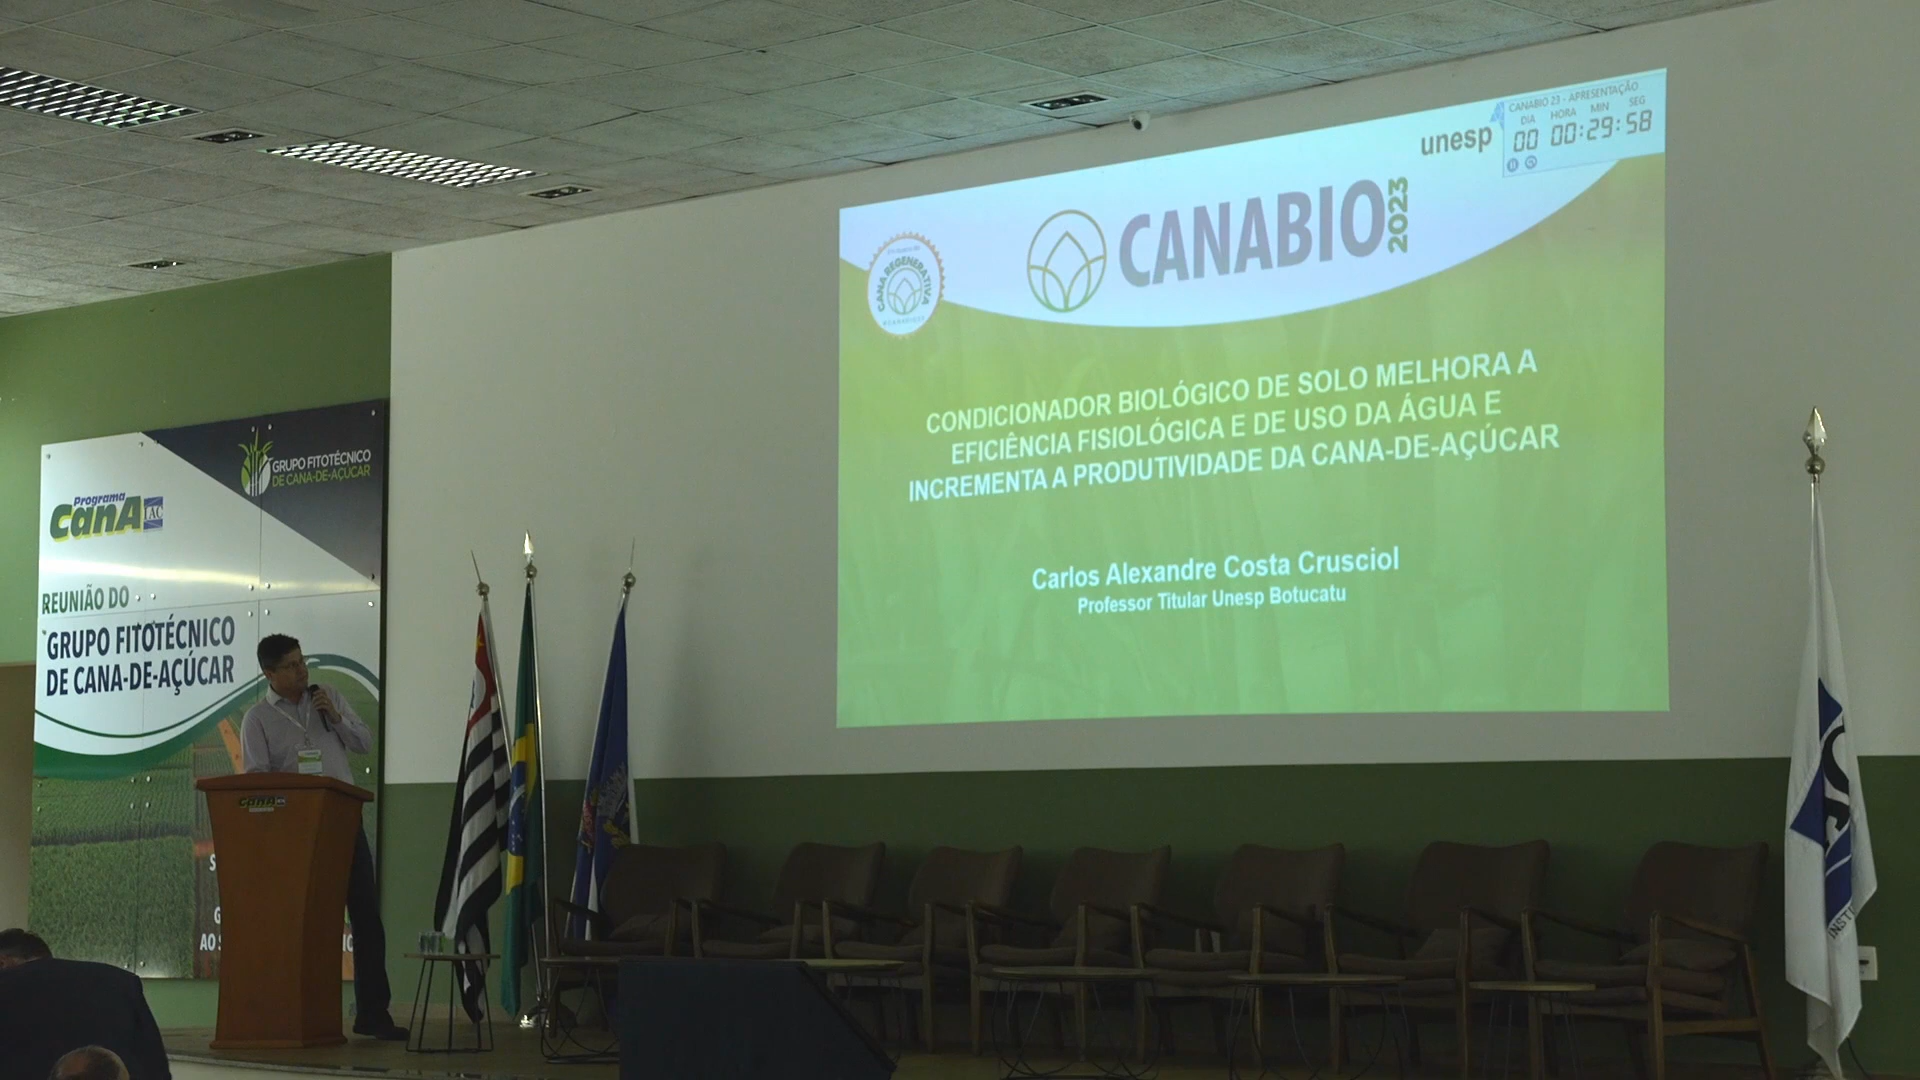 CANABIO 23 - APRESENTAÇÃO
DIA HORA MIN SEG
00 00:29:58
unesp
CANABIO 2023
CANA REGENERATIVA
CONDICIONADOR BIOLÓGICO DE SOLO MELHORA A
EFICIÊNCIA FISIOLÓGICA E DE USO DA ÁGUA E
INCREMENTA A PRODUTIVIDADE DA CANA-DE-AÇÚCAR
Carlos Alexandre Costa Crusciol
Professor Titular Unesp Botucatu
GRUPO FITOTÉCNICO
DE CANA-DE-AÇÚCAR
Programa
CanA IAC
REUNIÃO DO
GRUPO FITOTÉCNICO
DE CANA-DE-AÇÚCAR
S
G
AO S
CanA
INSTI